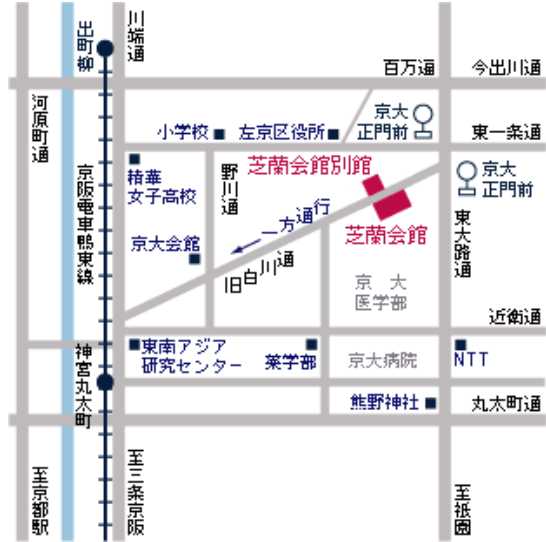 出町柳
川端通
百万通
今出川通
河原町通
小学校
左京区役所
京大
正門前
東一条通
精華
女子高校
野川通
芝蘭会館別館
京大
正門前
京阪電車鴨東線
京大会館
一方通行
芝蘭会館
東大路通
旧白川通
京 大
医学部
近衛通
神宮丸太町
東南アジア
研究センター
薬学部
京大病院
NTT
熊野神社
丸太町通
至京都駅
至三条京阪
至祇園